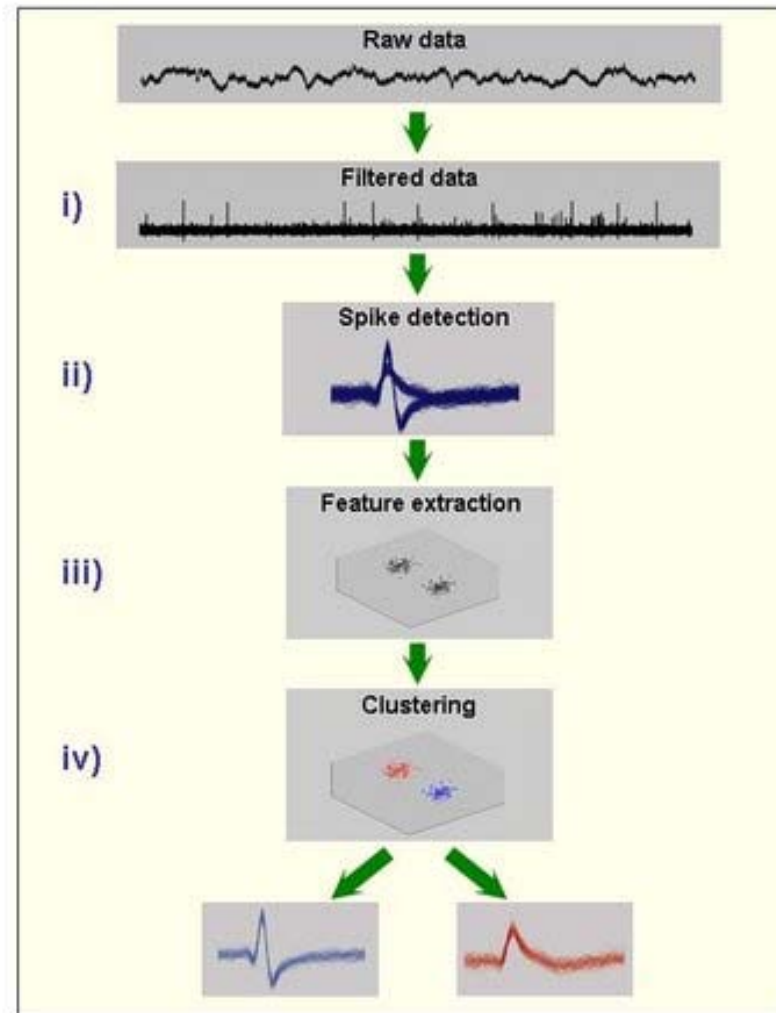 Raw data
Filtered data
i)
Spike detection
ii)
Feature extraction
iii)
Clustering
iv)